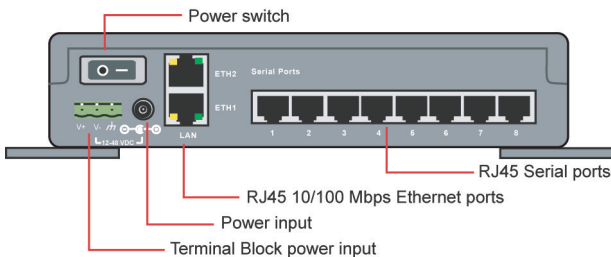 Power switch
ETH2
Serial Ports
ETH1
V+ V-
LAN
1 2 3 4 5 6 7 8
12-48 VDC
RJ45 Serial ports
RJ45 10/100 Mbps Ethernet ports
Power input
Terminal Block power input